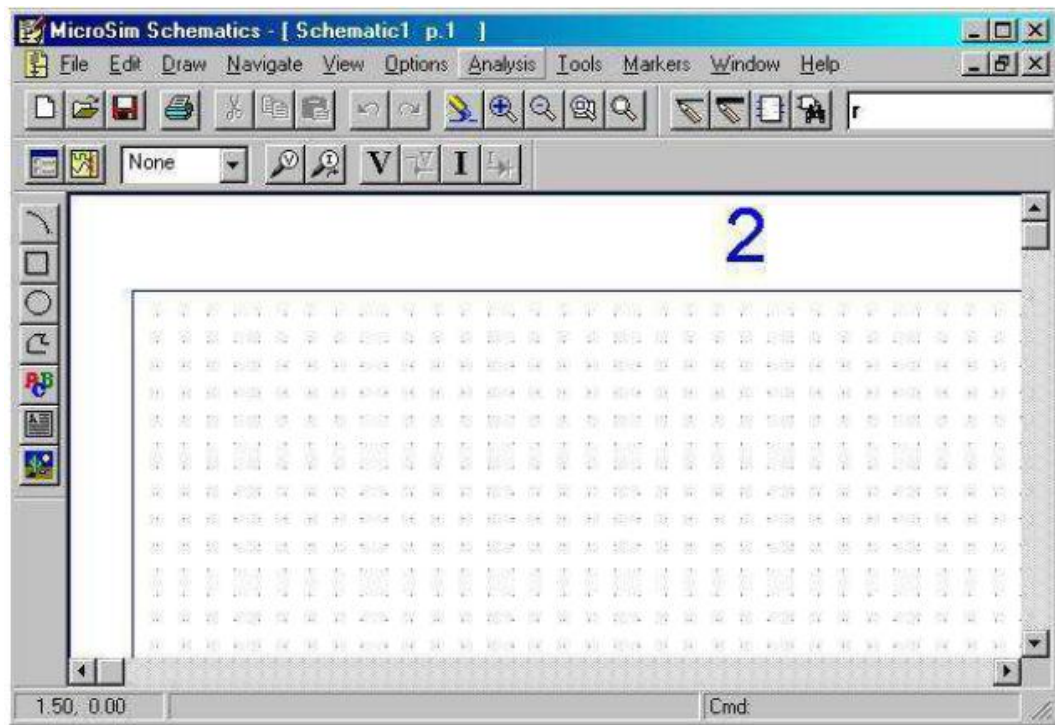 MicroSim Schematics - [ Schematic1 p.1 ]
File Edit Draw Navigate View Options Analysis Tools Markers Window Help
r
None V V I I
2
1.50, 0.00 Cmd: